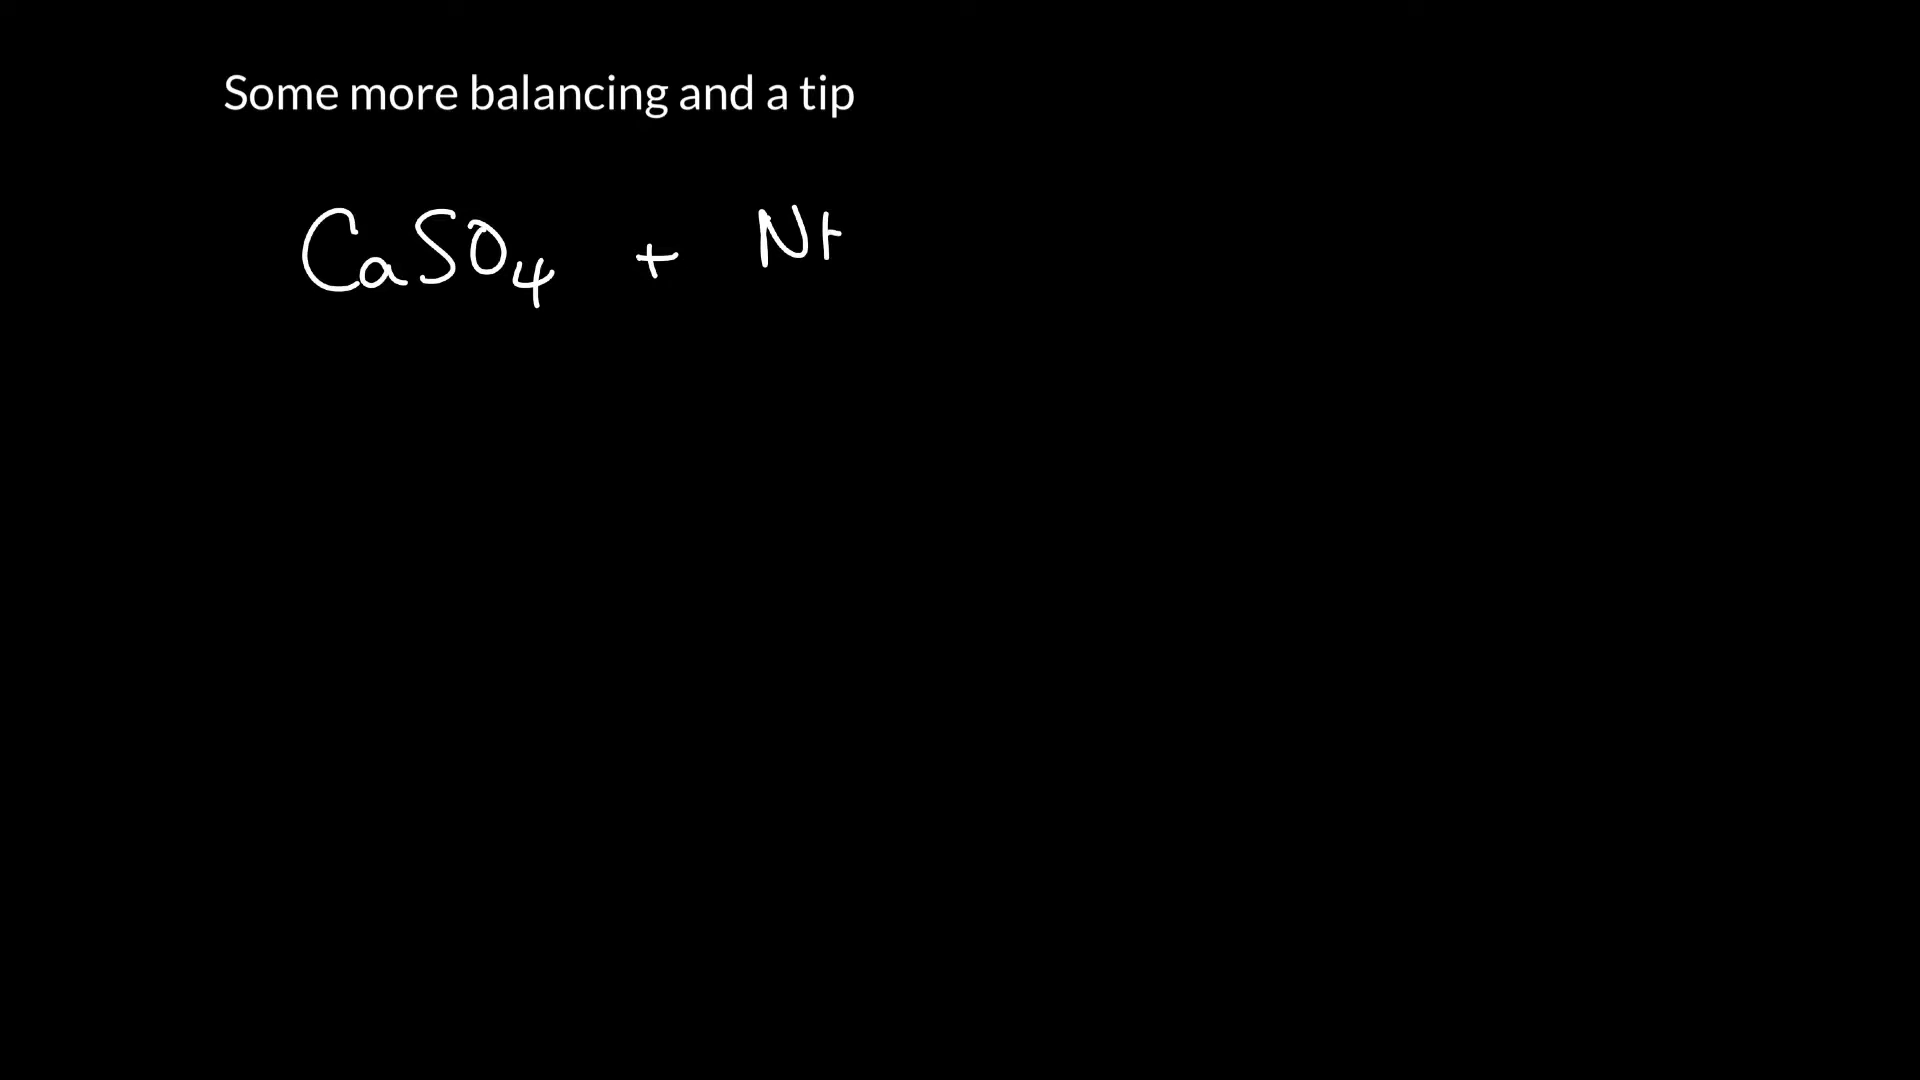 Some more balancing and a tip
CaSO₄ + N